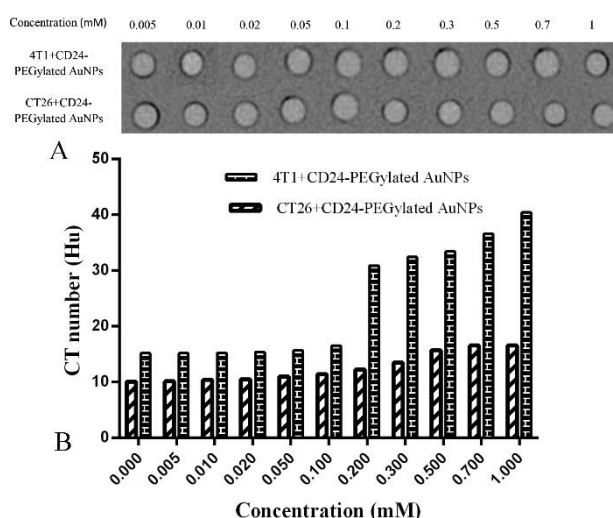 Concentration (mM) 0.005 0.01 0.02 0.05 0.1 0.2 0.3 0.5 0.7 1
4T1+CD24-
PEGylated AuNPs
CT26+CD24-
PEGylated AuNPs
A
50
40
30
20
10
0
CT number (Hu)
4T1+CD24-PEGylated AuNPs
CT26+CD24-PEGylated AuNPs
B
0.000 0.005 0.010 0.020 0.050 0.100 0.200 0.300 0.500 0.700 1.000
Concentration (mM)